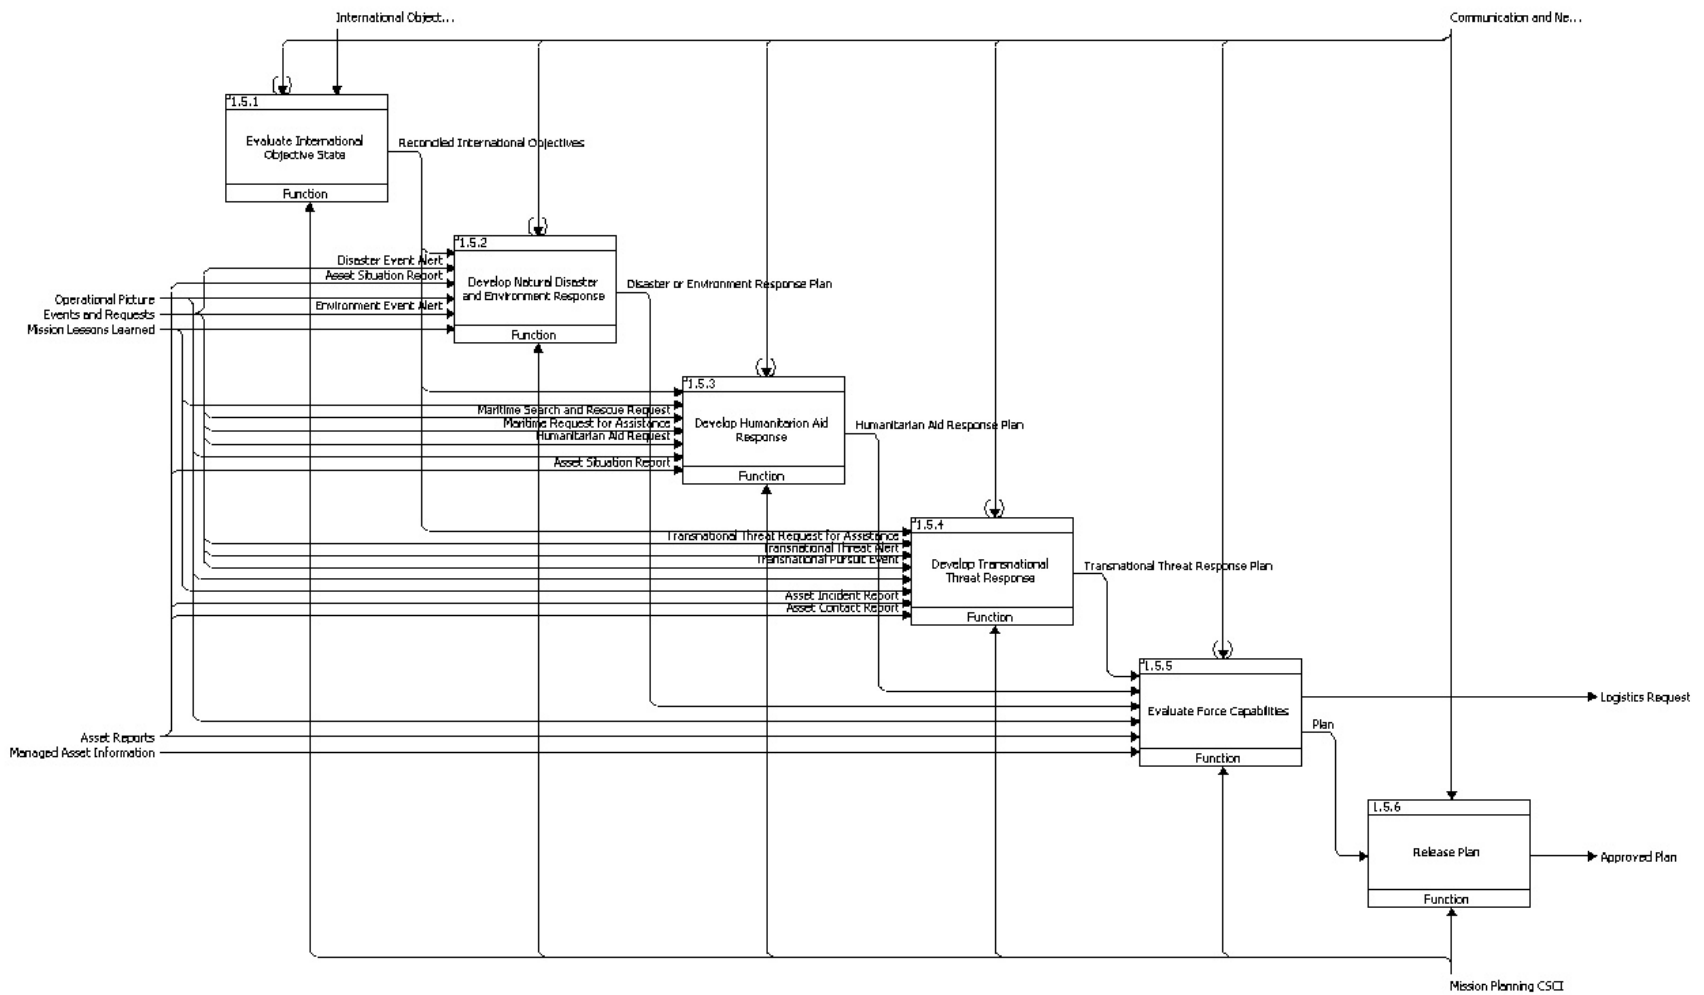 International Object...
Communication and Ne...
1.5.1
Evaluate International
Objective State
Function
Reconciled International Objectives
1.5.2
Develop Natural Disaster
and Environment Response
Function
Disaster Event Alert
Asset Situation Report
Environment Event Alert
Operational Picture
Events and Requests
Mission Lessons Learned
Disaster or Environment Response Plan
1.5.3
Develop Humanitarian Aid
Response
Function
Maritime Search and Rescue Request
Maritime Request for Assistance
Humanitarian Aid Request
Asset Situation Report
Humanitarian Aid Response Plan
1.5.4
Develop Transnational
Threat Response
Function
Transnational Threat Request for Assistance
Transnational Threat Alert
Transnational Pursuit Event
Asset Incident Report
Asset Contact Report
Transnational Threat Response Plan
1.5.5
Evaluate Force Capabilities
Function
Asset Reports
Managed Asset Information
Logistics Request
Plan
1.5.6
Release Plan
Function
Approved Plan
Mission Planning CSCI